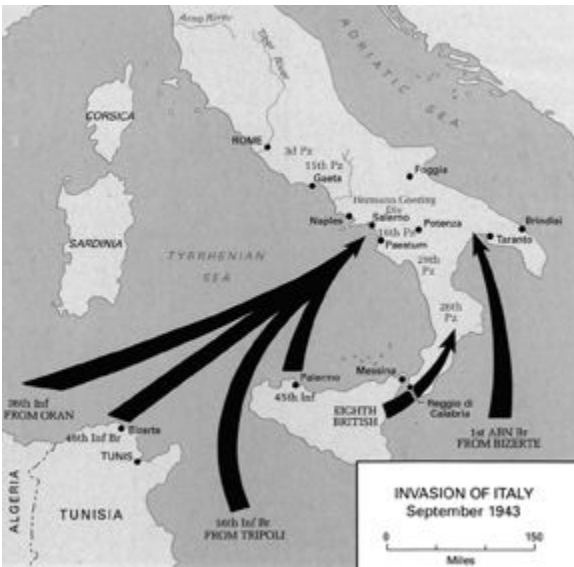 Arno River
Tiber River
ADRIATIC SEA
CORSICA
ROME
3d Pz
15th Pz
Gaeta
Foggia
Hermann Goering
Div
Naples
Salerno
16th Pz
Potenza
Brindisi
Taranto
Paestum
SARDINIA
TYRRHENIAN
SEA
29th
Pz
26th
Pz
36th Inf
FROM ORAN
Palermo
45th Inf
Messina
EIGHTH
BRITISH
Reggio di
Calabria
46th Inf Br
Bizerte
TUNIS
1st ABN Br
FROM BIZERTE
ALGERIA
TUNISIA
56th Inf Br
FROM TRIPOLI
INVASION OF ITALY
September 1943
0 150
Miles